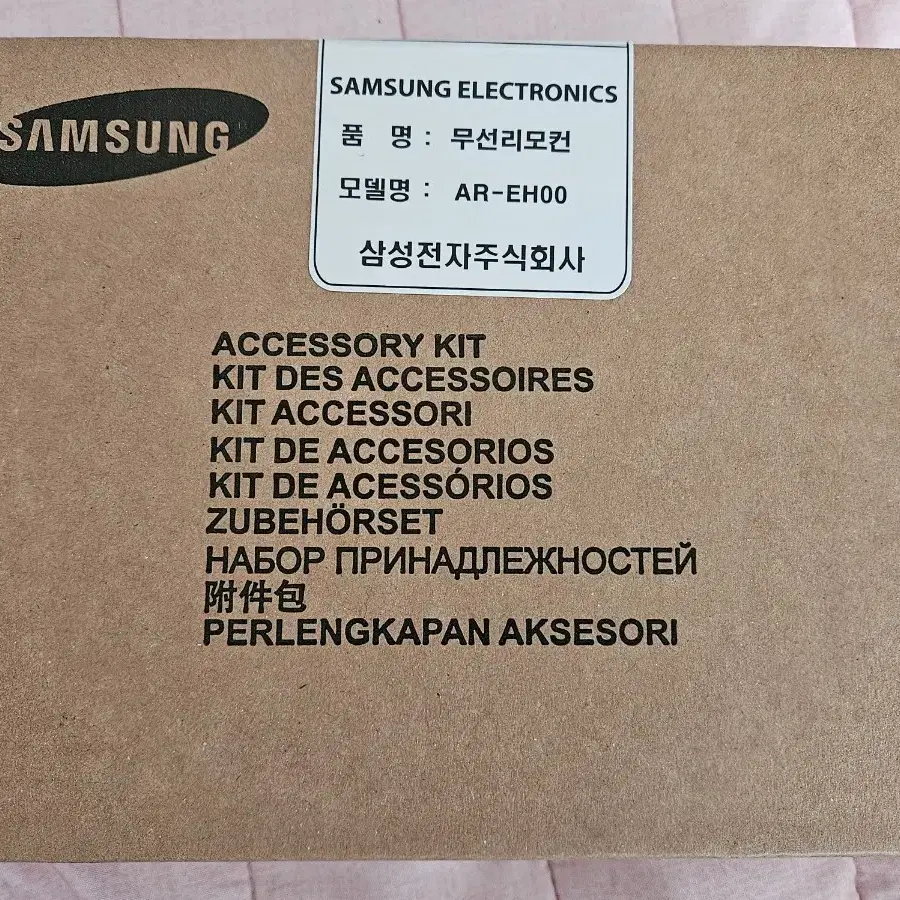 SAMSUNG
SAMSUNG ELECTRONICS
품 명 : 무선리모컨
모델명 : AR-EH00
삼성전자주식회사
ACCESSORY KIT
KIT DES ACCESSOIRES
KIT ACCESSORI
KIT DE ACCESORIOS
KIT DE ACESSÓRIOS
ZUBEHÖRSET
НАБОР ПРИНАДЛЕЖНОСТЕЙ
附件包
PERLENGKAPAN AKSESORI